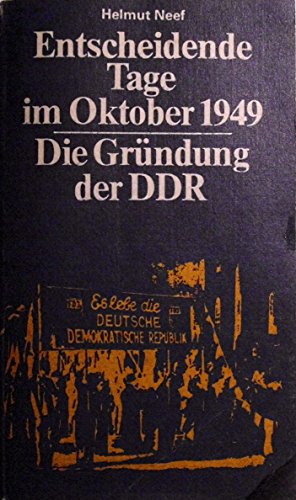 Helmut Neef
Entscheidende
Tage
im Oktober 1949
Die Gründung
der DDR
Es lebe die
DEUTSCHE
DEMOKRATISCHE REPUBLIK